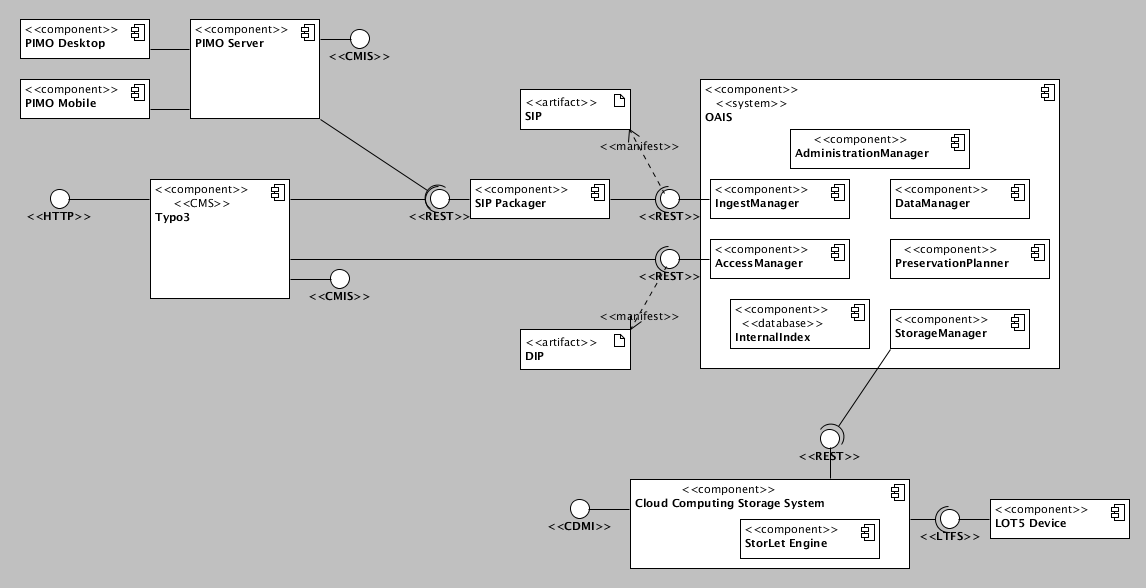 <<component>>
PIMO Desktop
<<component>>
PIMO Server
<<CMIS>>
<<component>>
PIMO Mobile
<<artifact>>
SIP
<<manifest>>
<<component>>
<<system>>
OAIS
<<component>>
AdministrationManager
<<HTTP>>
<<component>>
<<CMS>>
Typo3
<<REST>>
<<component>>
SIP Packager
<<REST>>
<<component>>
IngestManager
<<component>>
DataManager
<<CMIS>>
<<REST>>
<<component>>
AccessManager
<<component>>
PreservationPlanner
<<manifest>>
<<artifact>>
DIP
<<component>>
<<database>>
InternalIndex
<<component>>
StorageManager
<<REST>>
<<CDMI>>
<<component>>
Cloud Computing Storage System
<<component>>
StorLet Engine
<<LTFS>>
<<component>>
LOT5 Device